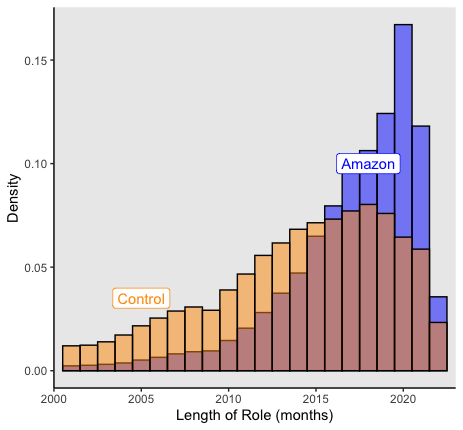 0.15
0.10
0.05
0.00
Density
Amazon
Control
2000 2005 2010 2015 2020
Length of Role (months)